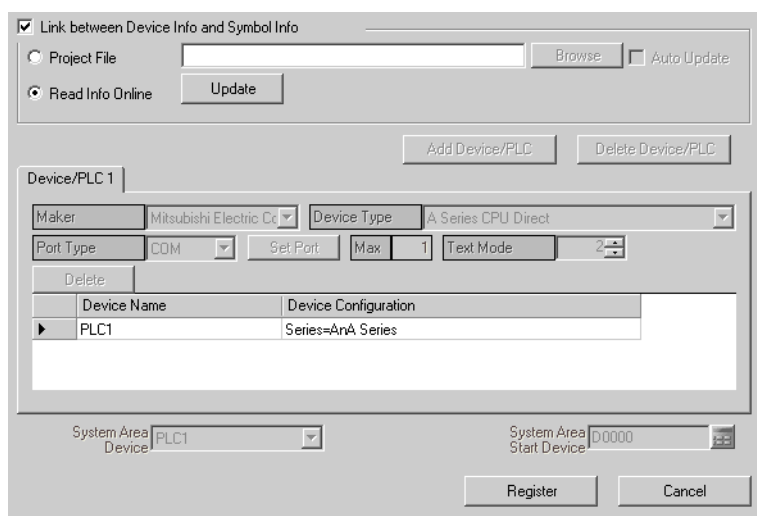 Link between Device Info and Symbol Info
Project File Browse Auto Update
Read Info Online Update
Add Device/PLC Delete Device/PLC
Device/PLC 1
Maker Mitsubishi Electric Co Device Type A Series CPU Direct
Port Type COM Set Port Max 1 Text Mode 2
Delete
Device Name Device Configuration
PLC1 Series=AnA Series
System Area Device PLC1 System Area Start Device D0000
Register Cancel